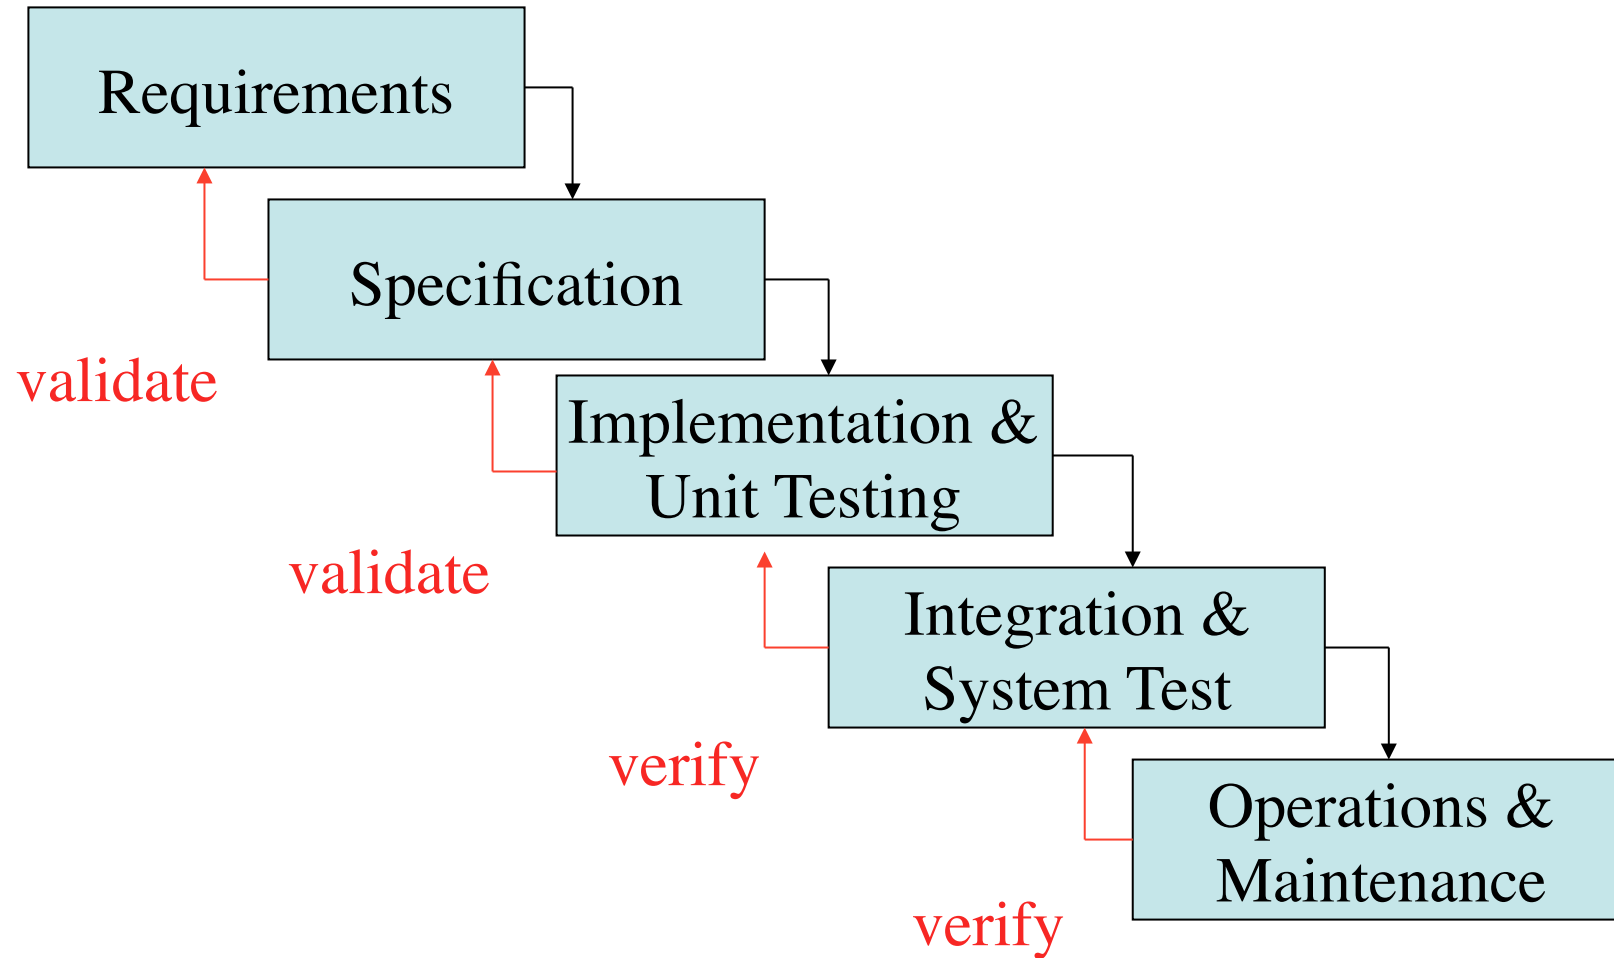 Requirements
Specification
validate
Implementation &
Unit Testing
validate
Integration &
System Test
verify
Operations &
Maintenance
verify